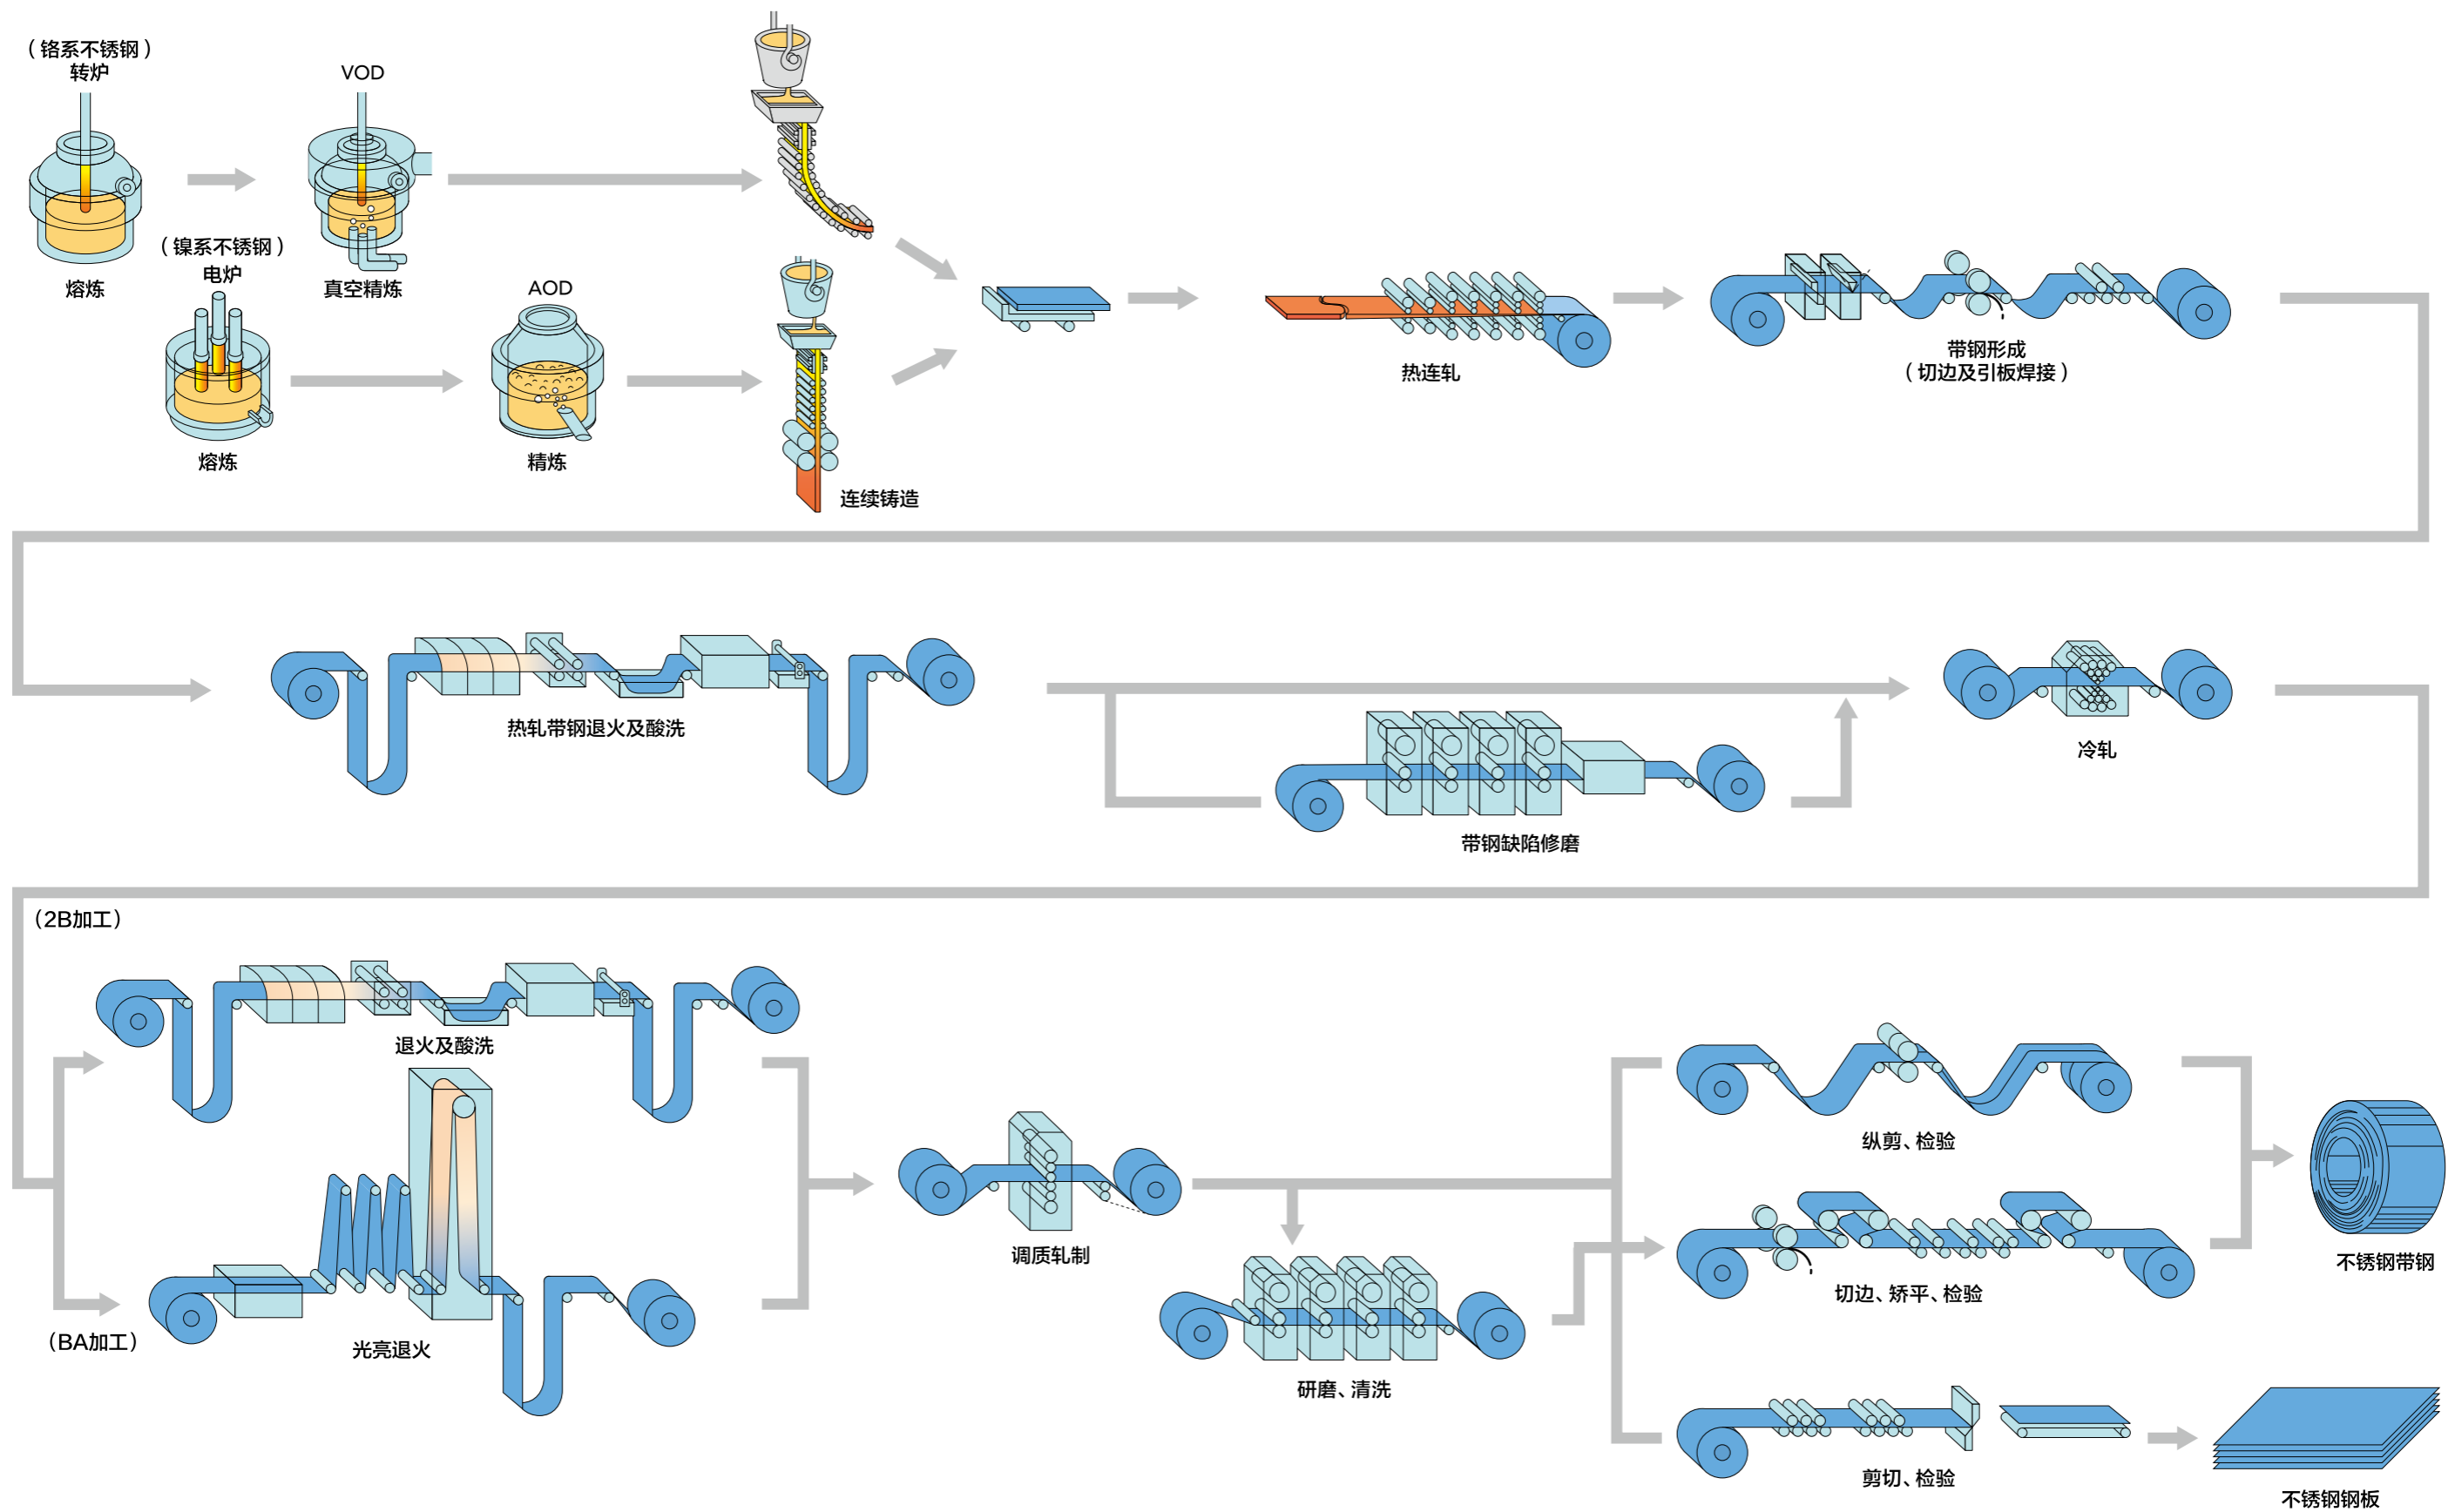 （铬系不锈钢）
转炉
VOD
熔炼
真空精炼
（镍系不锈钢）
电炉
AOD
熔炼
精炼
连续铸造
热连轧
带钢形成
（切边及引板焊接）
热轧带钢退火及酸洗
带钢缺陷修磨
冷轧
（2B加工）
退火及酸洗
（BA加工）
光亮退火
调质轧制
研磨、清洗
纵剪、检验
切边、矫平、检验
剪切、检验
不锈钢带钢
不锈钢钢板